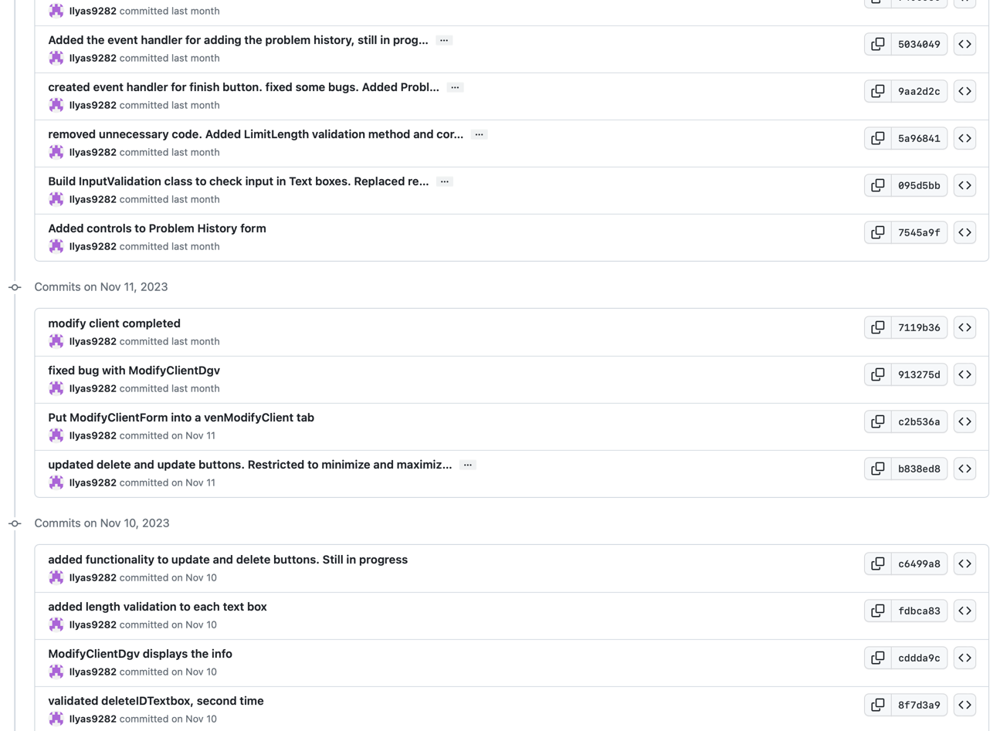 Ilyas9282 committed last month
Added the event handler for adding the problem history, still in prog... ...
Ilyas9282 committed last month
5034049
created event handler for finish button. fixed some bugs. Added Probl... ...
Ilyas9282 committed last month
9aa2d2c
removed unnecessary code. Added LimitLength validation method and cor... ...
Ilyas9282 committed last month
5a96841
Build InputValidation class to check input in Text boxes. Replaced re... ...
Ilyas9282 committed last month
095d5bb
Added controls to Problem History form
Ilyas9282 committed last month
7545a9f
Commits on Nov 11, 2023
modify client completed
Ilyas9282 committed last month
7119b36
fixed bug with ModifyClientDgv
Ilyas9282 committed last month
913275d
Put ModifyClientForm into a venModifyClient tab
Ilyas9282 committed on Nov 11
c2b536a
updated delete and update buttons. Restricted to minimize and maximiz... ...
Ilyas9282 committed on Nov 11
b838ed8
Commits on Nov 10, 2023
added functionality to update and delete buttons. Still in progress
Ilyas9282 committed on Nov 10
c6499a8
added length validation to each text box
Ilyas9282 committed on Nov 10
fdbca83
ModifyClientDgv displays the info
Ilyas9282 committed on Nov 10
cddda9c
validated deleteIDTextbox, second time
Ilyas9282 committed on Nov 10
8f7d3a9